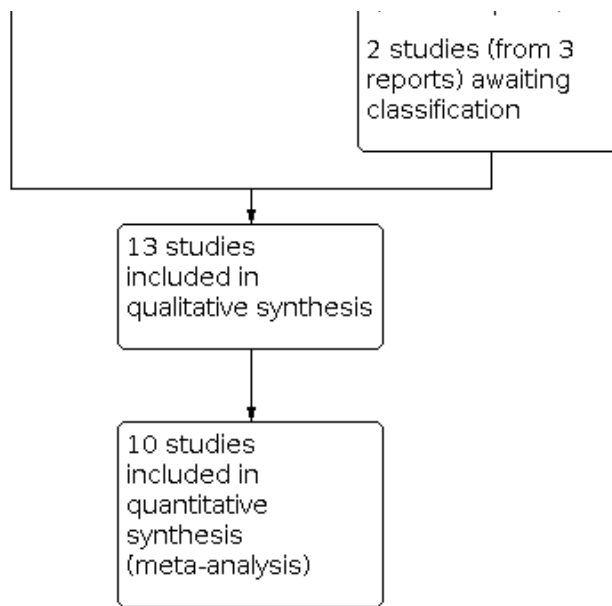 2 studies (from 3
reports) awaiting
classification
13 studies
included in
qualitative synthesis
10 studies
included in
quantitative
synthesis
(meta-analysis)